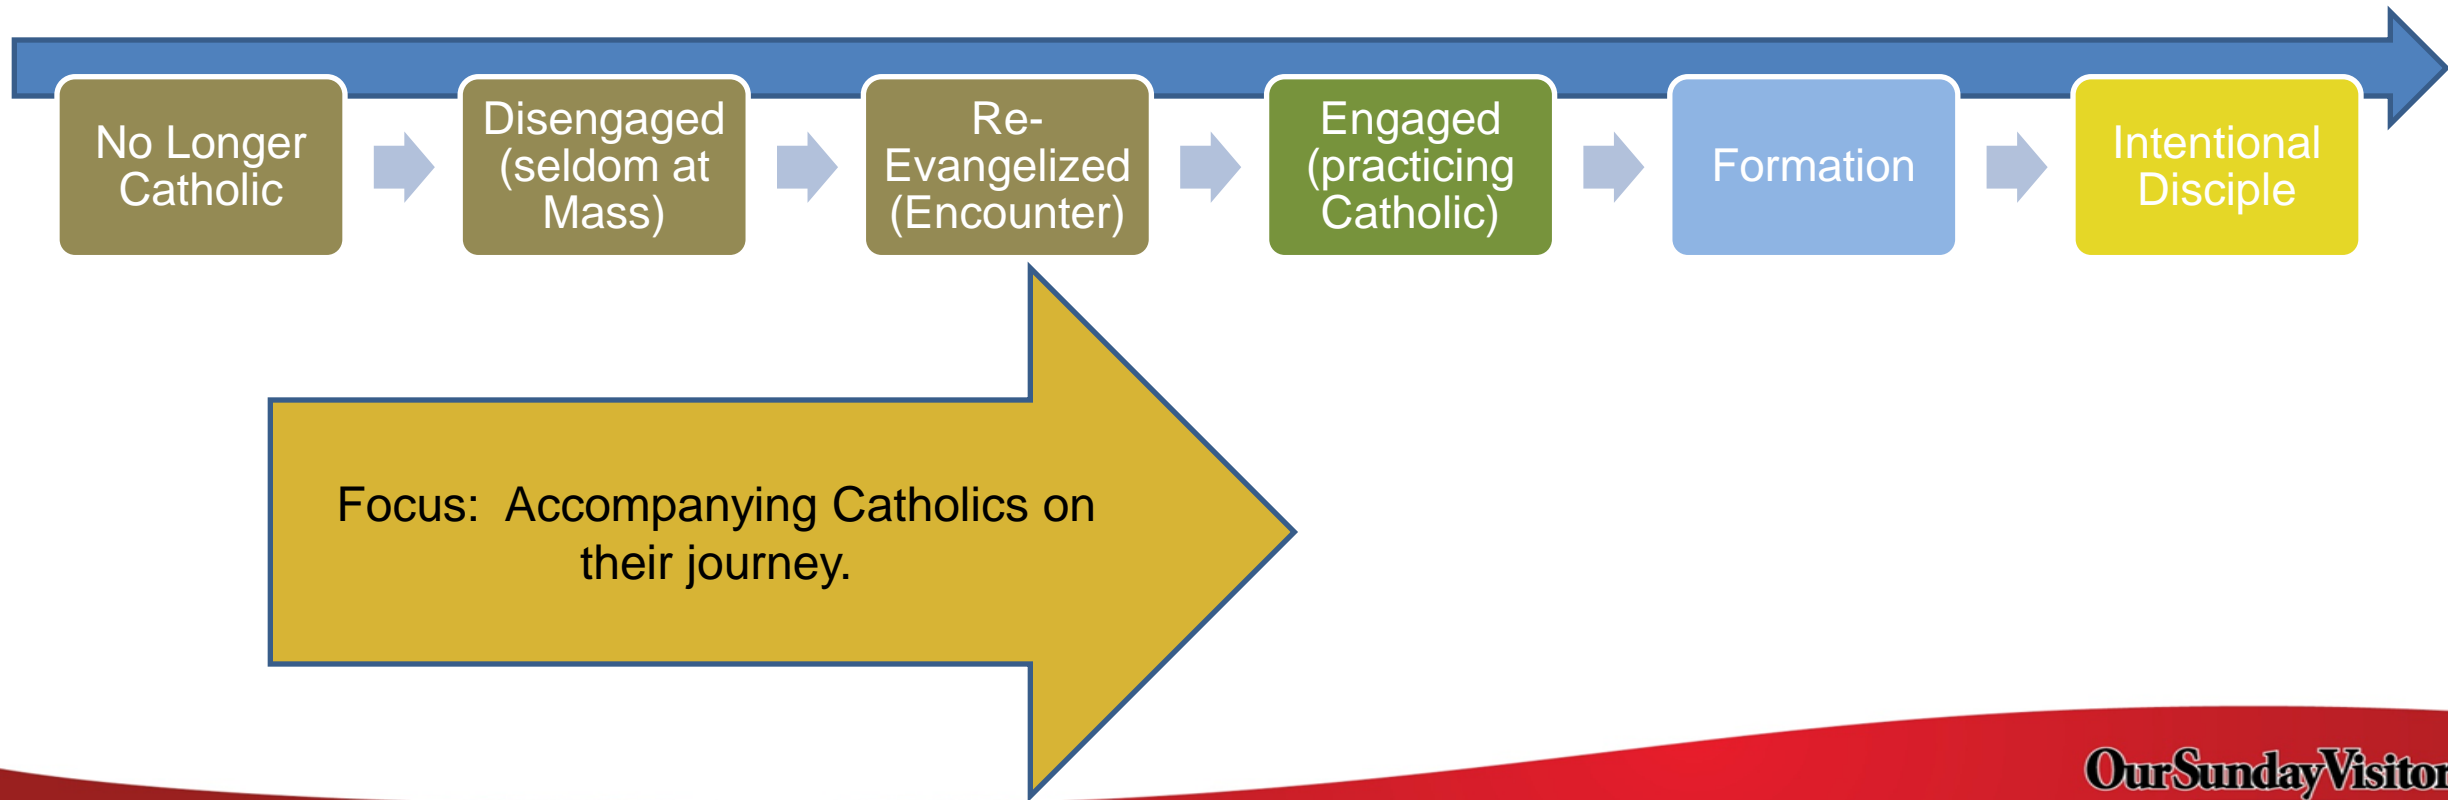 No Longer
Catholic
Disengaged
(seldom at
Mass)
Re-
Evangelized
(Encounter)
Engaged
(practicing
Catholic)
Formation
Intentional
Disciple
Focus:  Accompanying Catholics on
their journey.
OurSundayVisitor